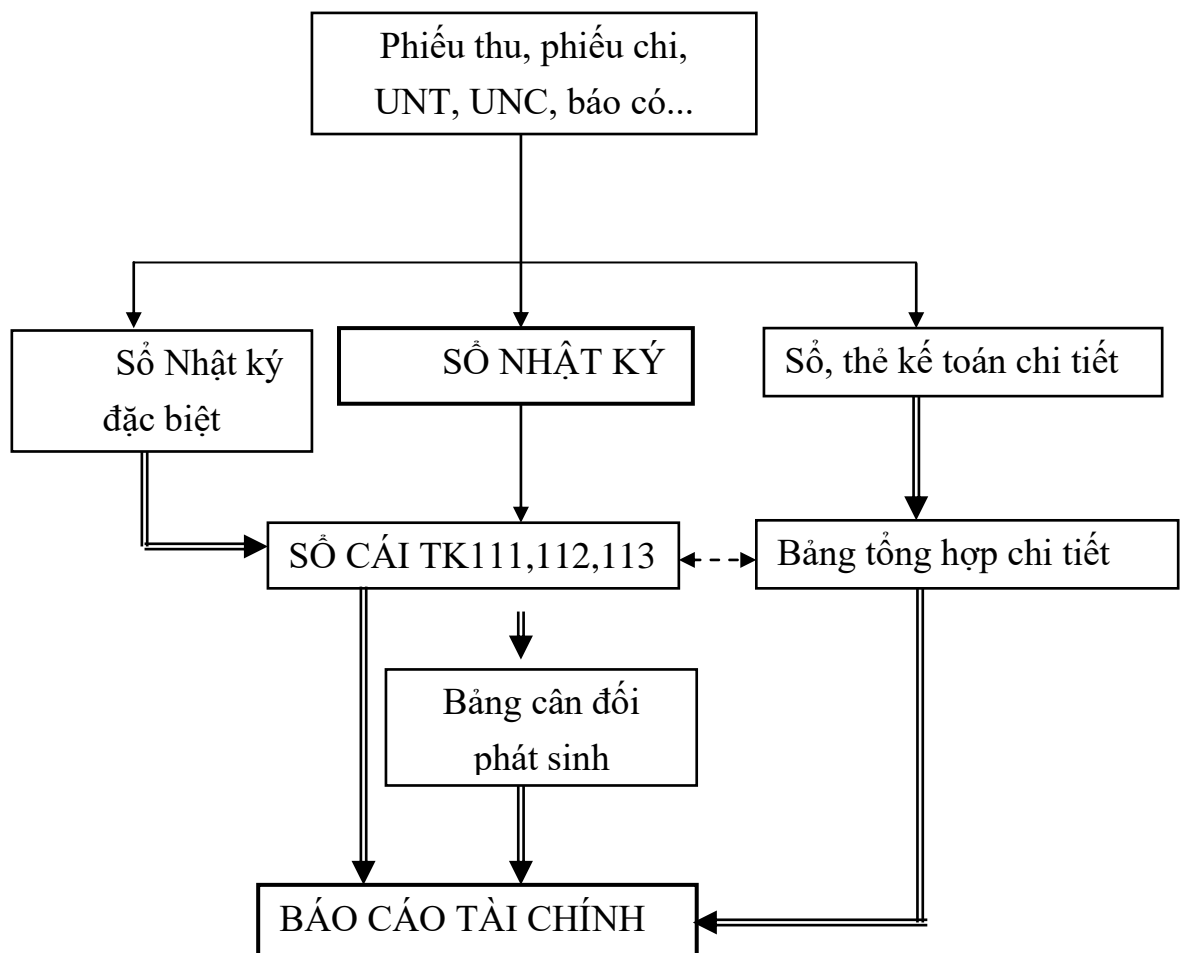 Phiếu thu, phiếu chi,
UNT, UNC, báo có...
Sổ Nhật ký
đặc biệt
SỔ NHẬT KÝ
Sổ, thẻ kế toán chi tiết
SỔ CÁI TK111,112,113
Bảng tổng hợp chi tiết
Bảng cân đối
phát sinh
BÁO CÁO TÀI CHÍNH